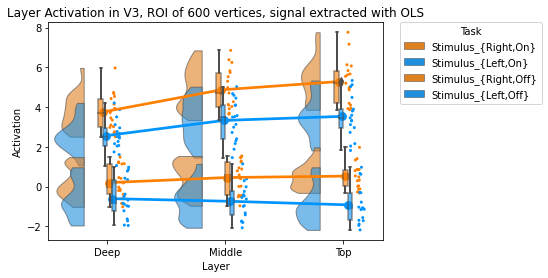 Layer Activation in V3, ROI of 600 vertices, signal extracted with OLS
Task
Stimulus_{Right,On}
Stimulus_{Left,On}
Stimulus_{Right,Off}
Stimulus_{Left,Off}
Activation
8
6
4
2
0
−2
Deep
Middle
Top
Layer